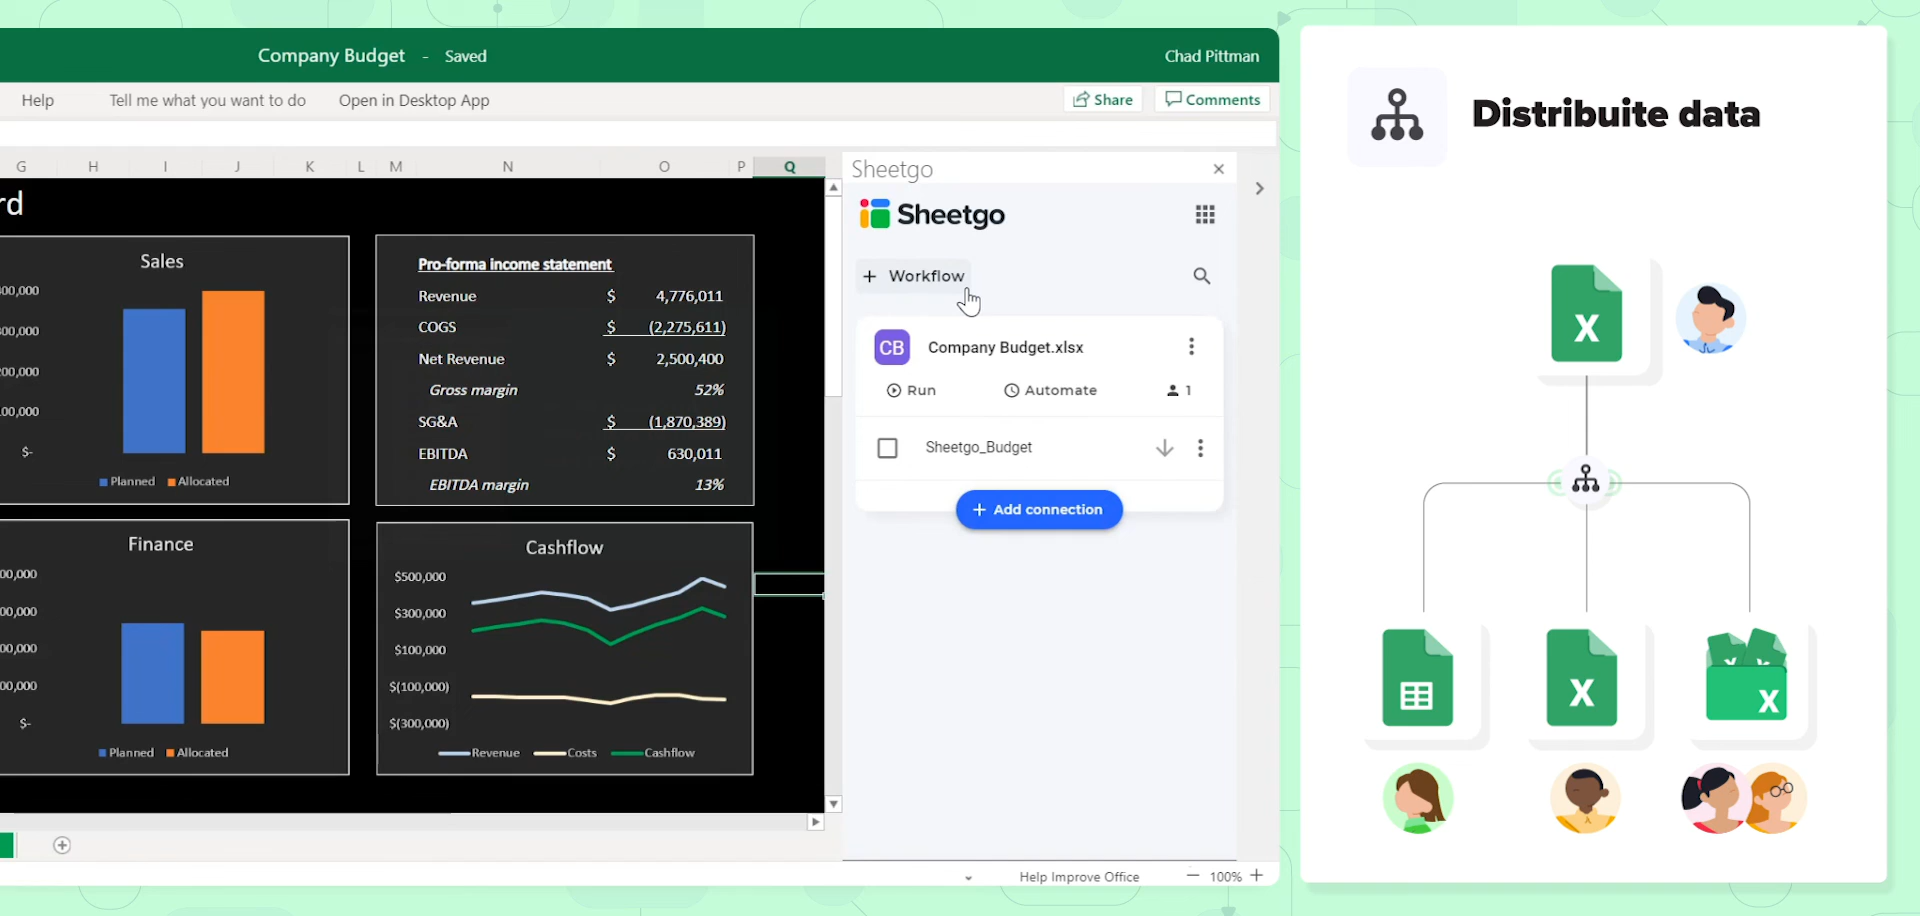 Company Budget - Saved
Chad Pittman
Help
Tell me what you want to do
Open in Desktop App
Share
Comments
G H I J K L M N O P Q
rd
Sales
00,000
00,000
00,000
00,000
$-
Planned Allocated
Pro-forma income statement
Revenue $ 4,776,011
COGS $ (2,275,611)
Net Revenue $ 2,500,400
Gross margin 52%
SG&A $ (1,870,389)
EBITDA $ 630,011
EBITDA margin 13%
Finance
00,000
00,000
00,000
00,000
$-
Planned Allocated
Cashflow
$500,000
$300,000
$100,000
$(100,000)
$(300,000)
Revenue Costs Cashflow
Sheetgo
Sheetgo
+ Workflow
CB Company Budget.xlsx
Run
Automate
1
Sheetgo_Budget
+ Add connection
Help Improve Office
100%
Distribuite data
X
X
X